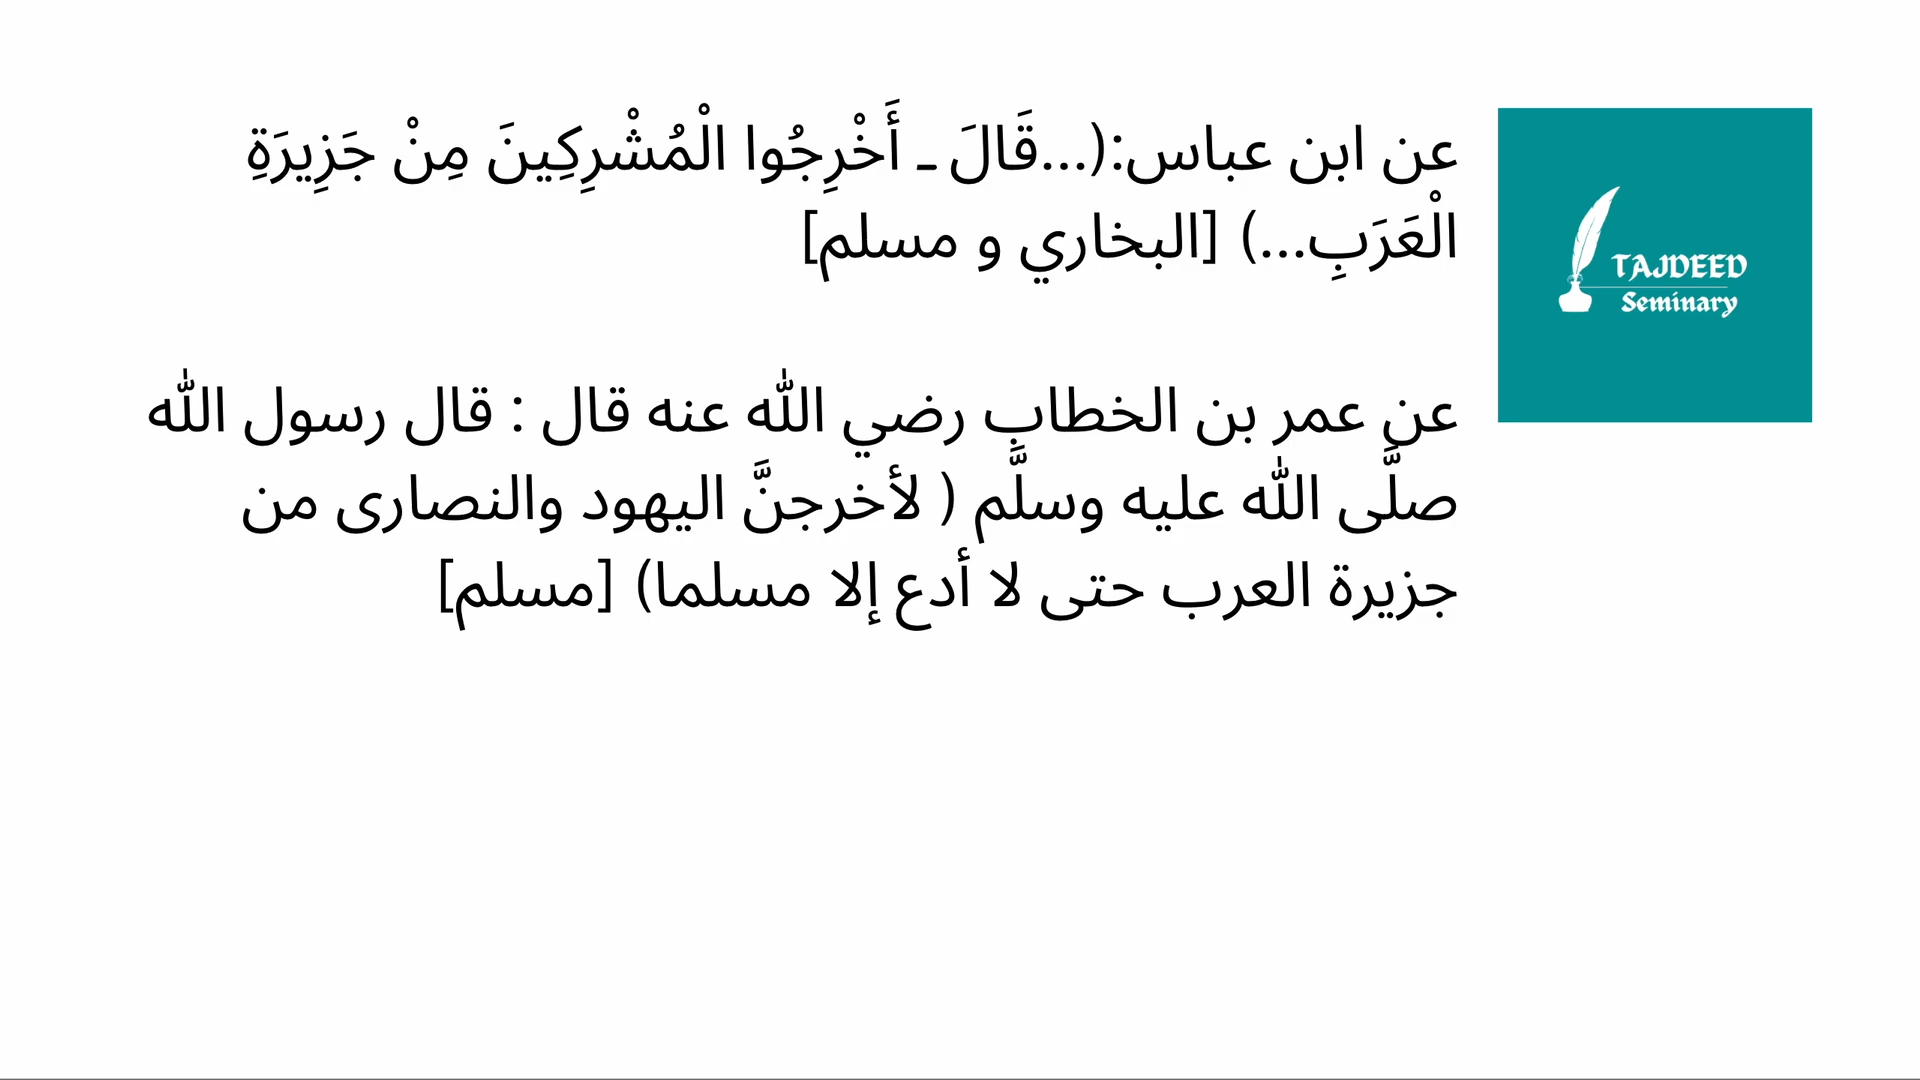 عن ابن عباس:(...قَالَ ـ أَخْرِجُوا الْمُشْرِكِينَ مِنْ جَزِيرَةِ
الْعَرَبِ...) [البخاري و مسلم]
عن عمر بن الخطاب رضي الله عنه قال : قال رسول الله
صلَّى الله عليه وسلَّم ( لأخرجنَّ اليهود والنصارى من
جزيرة العرب حتى لا أدع إلا مسلما) [مسلم]
TAJDEED
Seminary